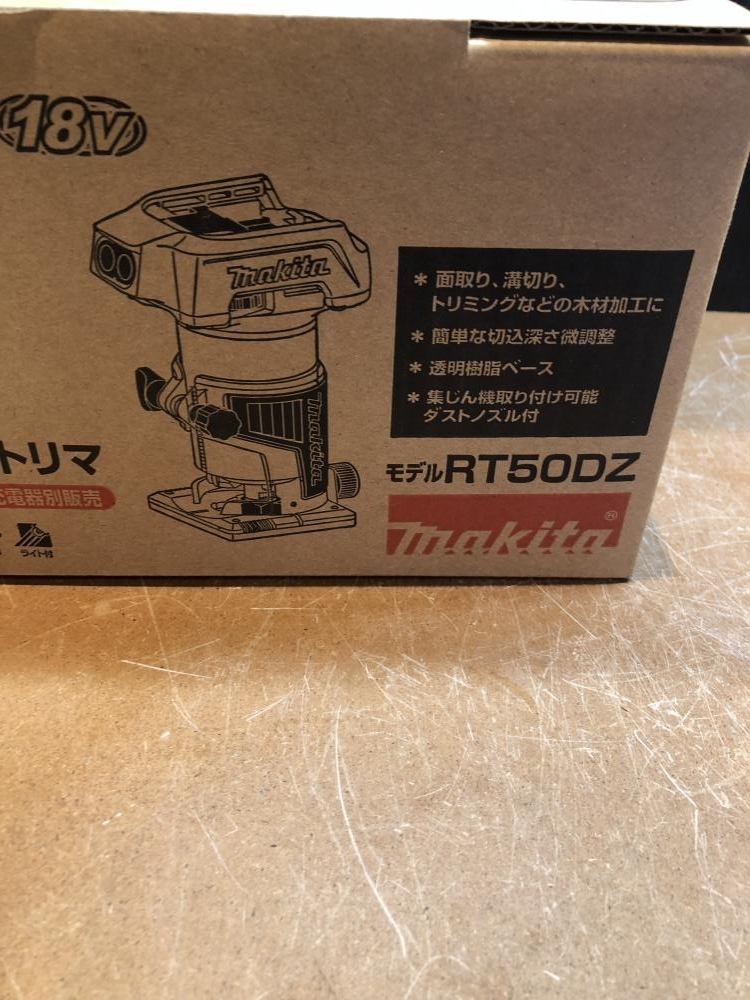 18V
makita
makita
* 面取り、溝切り、
トリミングなどの木材加工に
* 簡単な切込深さ微調整
* 透明樹脂ベース
* 集じん機取り付け可能
ダストノズル付
トリマ
モデルRT50DZ
電器別販売
makita®
ライト付